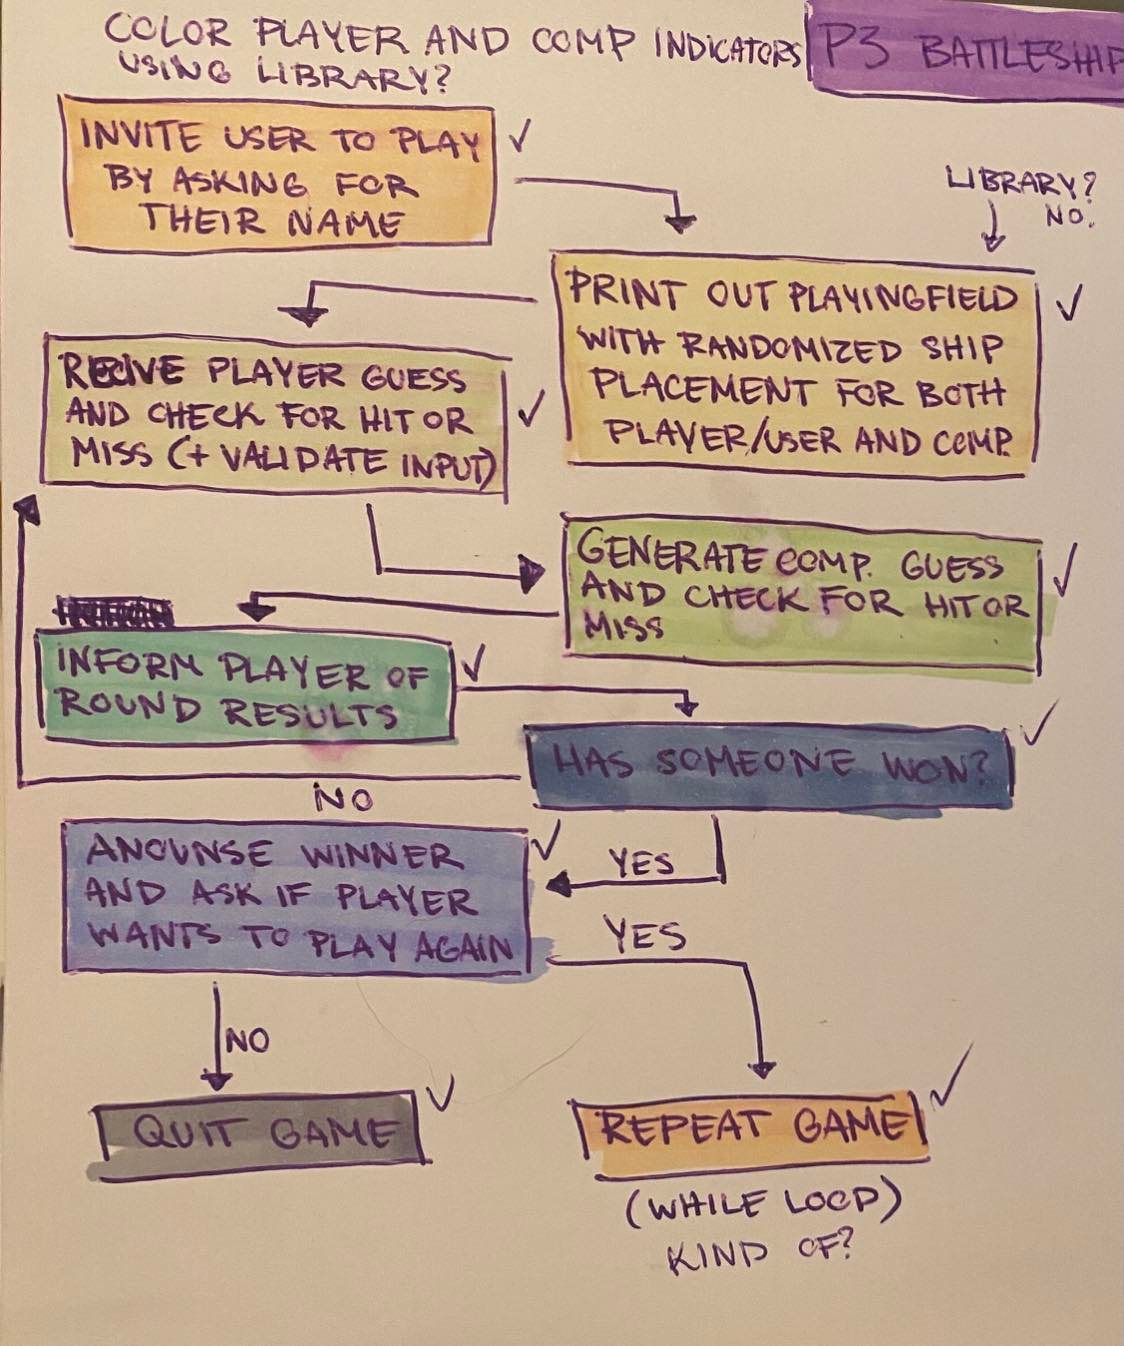 COLOR PLAYER AND COMP INDICATORS
USING LIBRARY?
P3 BATTLESHIP
INVITE USER TO PLAY
BY ASKING FOR
THEIR NAME
LIBRARY?
NO.
PRINT OUT PLAYINGFIELD
WITH RANDOMIZED SHIP
PLACEMENT FOR BOTH
PLAYER/USER AND COMP.
RECIVE PLAYER GUESS
AND CHECK FOR HIT OR
MISS (+ VALIDATE INPUT)
GENERATE COMP. GUESS
AND CHECK FOR HIT OR
MISS
INFORM PLAYER OF
ROUND RESULTS
HAS SOMEONE WON?
NO
YES
ANOUNSE WINNER
AND ASK IF PLAYER
WANTS TO PLAY AGAIN
YES
NO
QUIT GAME
REPEAT GAME
(WHILE LOOP)
KIND OF?